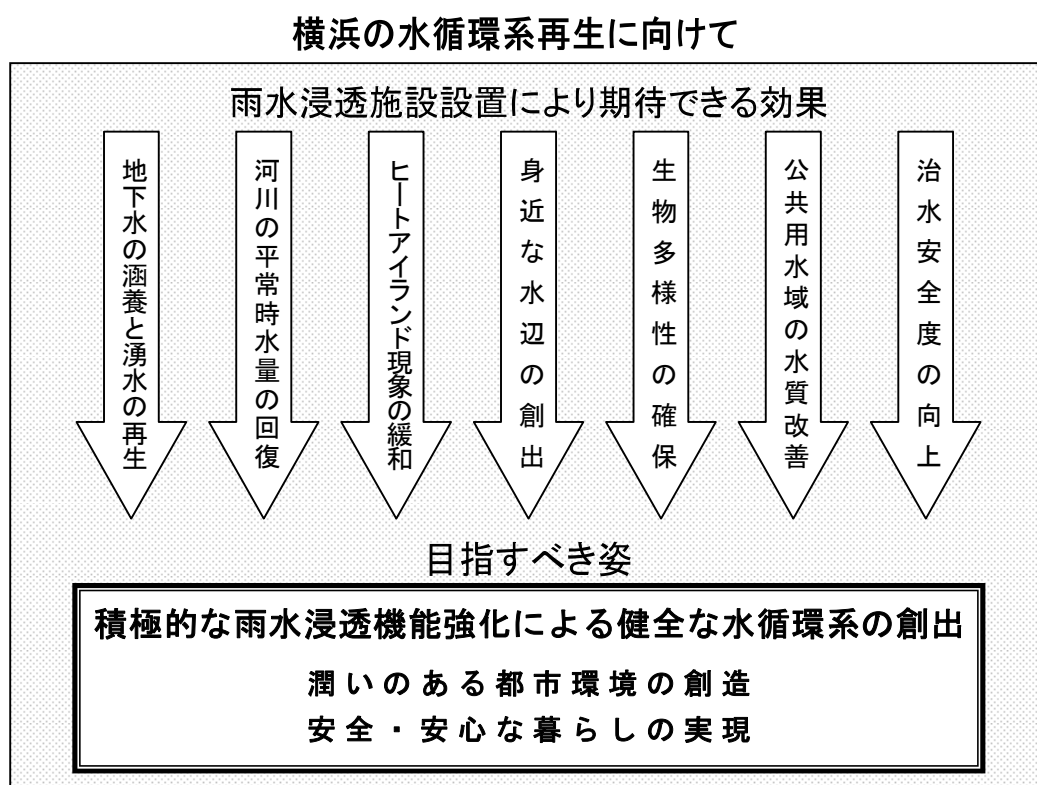 横浜の水循環系再生に向けて
雨水浸透施設設置により期待できる効果
地下水の涵養と湧水の再生
河川の平常時水量の回復
ヒートアイランド現象の緩和
身近な水辺の創出
生物多様性の確保
公共用水域の水質改善
治水安全度の向上
目指すべき姿
積極的な雨水浸透機能強化による健全な水循環系の創出
潤いのある都市環境の創造
安全・安心な暮らしの実現